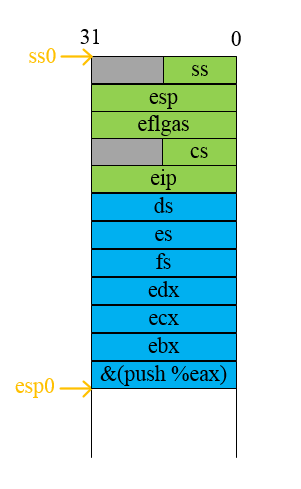 31 0
ss0
ss
esp
eflgas
cs
eip
ds
es
fs
edx
ecx
ebx
&(push %eax)
esp0